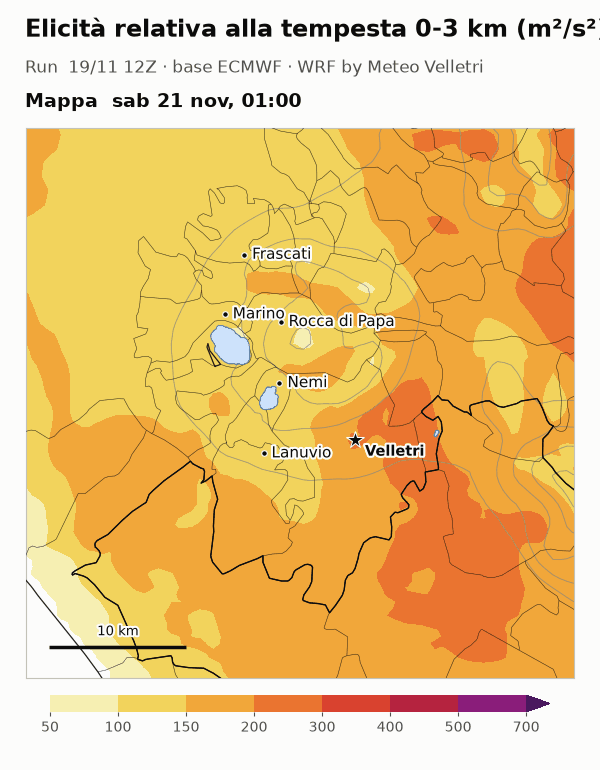 Elicità relativa alla tempesta 0-3 km (m²/s²)
Run 19/11 12Z · base ECMWF · WRF by Meteo Velletri
Mappa sab 21 nov, 01:00
Frascati
Marino
Rocca di Papa
Nemi
Velletri
Lanuvio
10 km
50 100 150 200 300 400 500 700